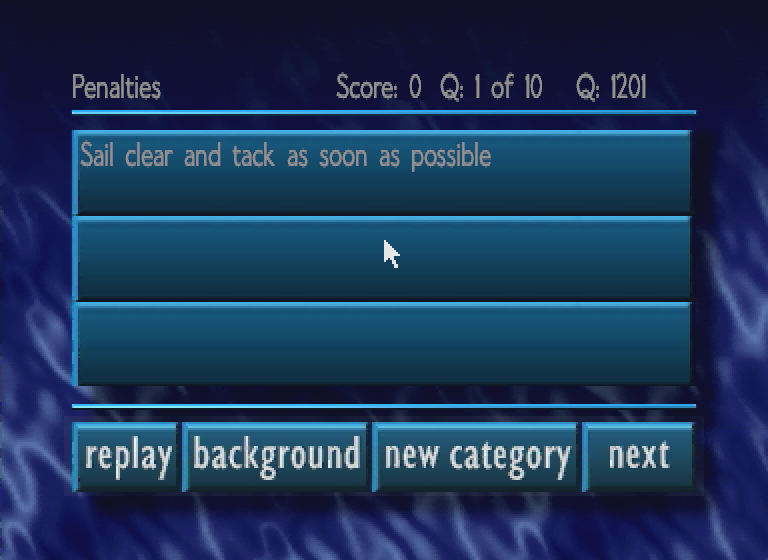 Penalties Score: 0 Q: 1 of 10 Q: 1201
Sail clear and tack as soon as possible
replay background new category next